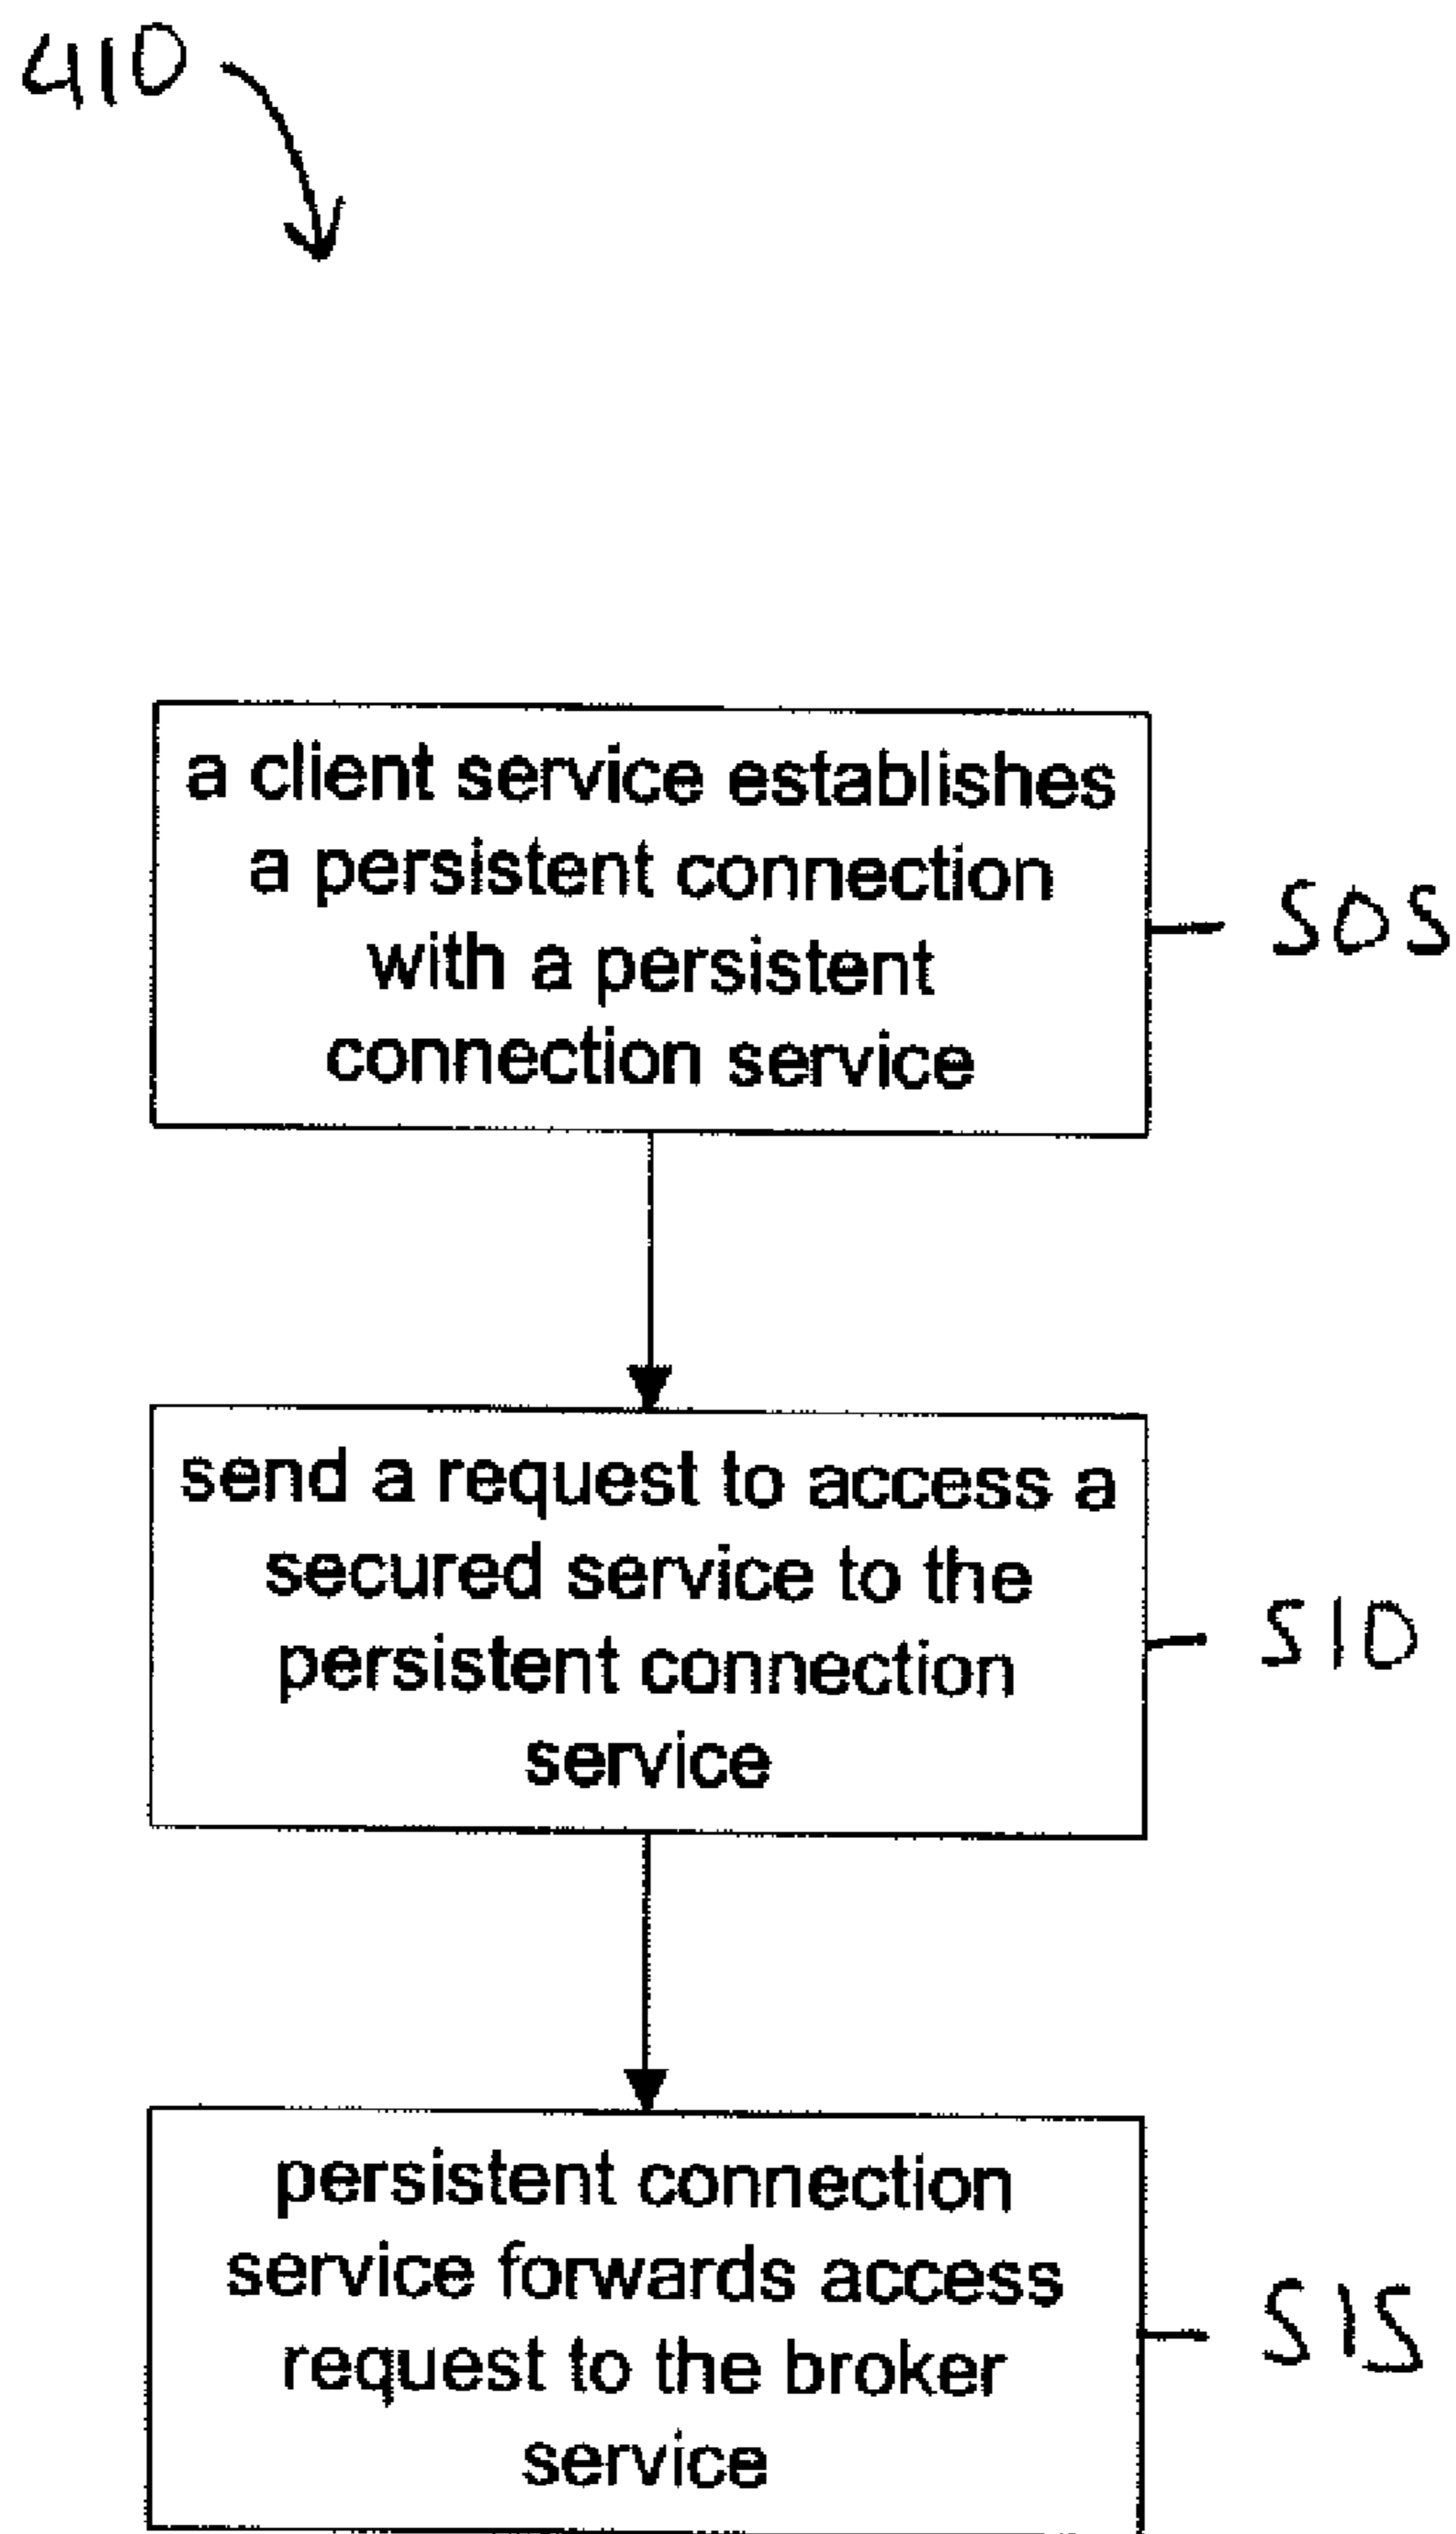 410
a client service establishes
a persistent connection
with a persistent
connection service
505
send a request to access a
secured service to the
persistent connection
service
510
persistent connection
service forwards access
request to the broker
service
515